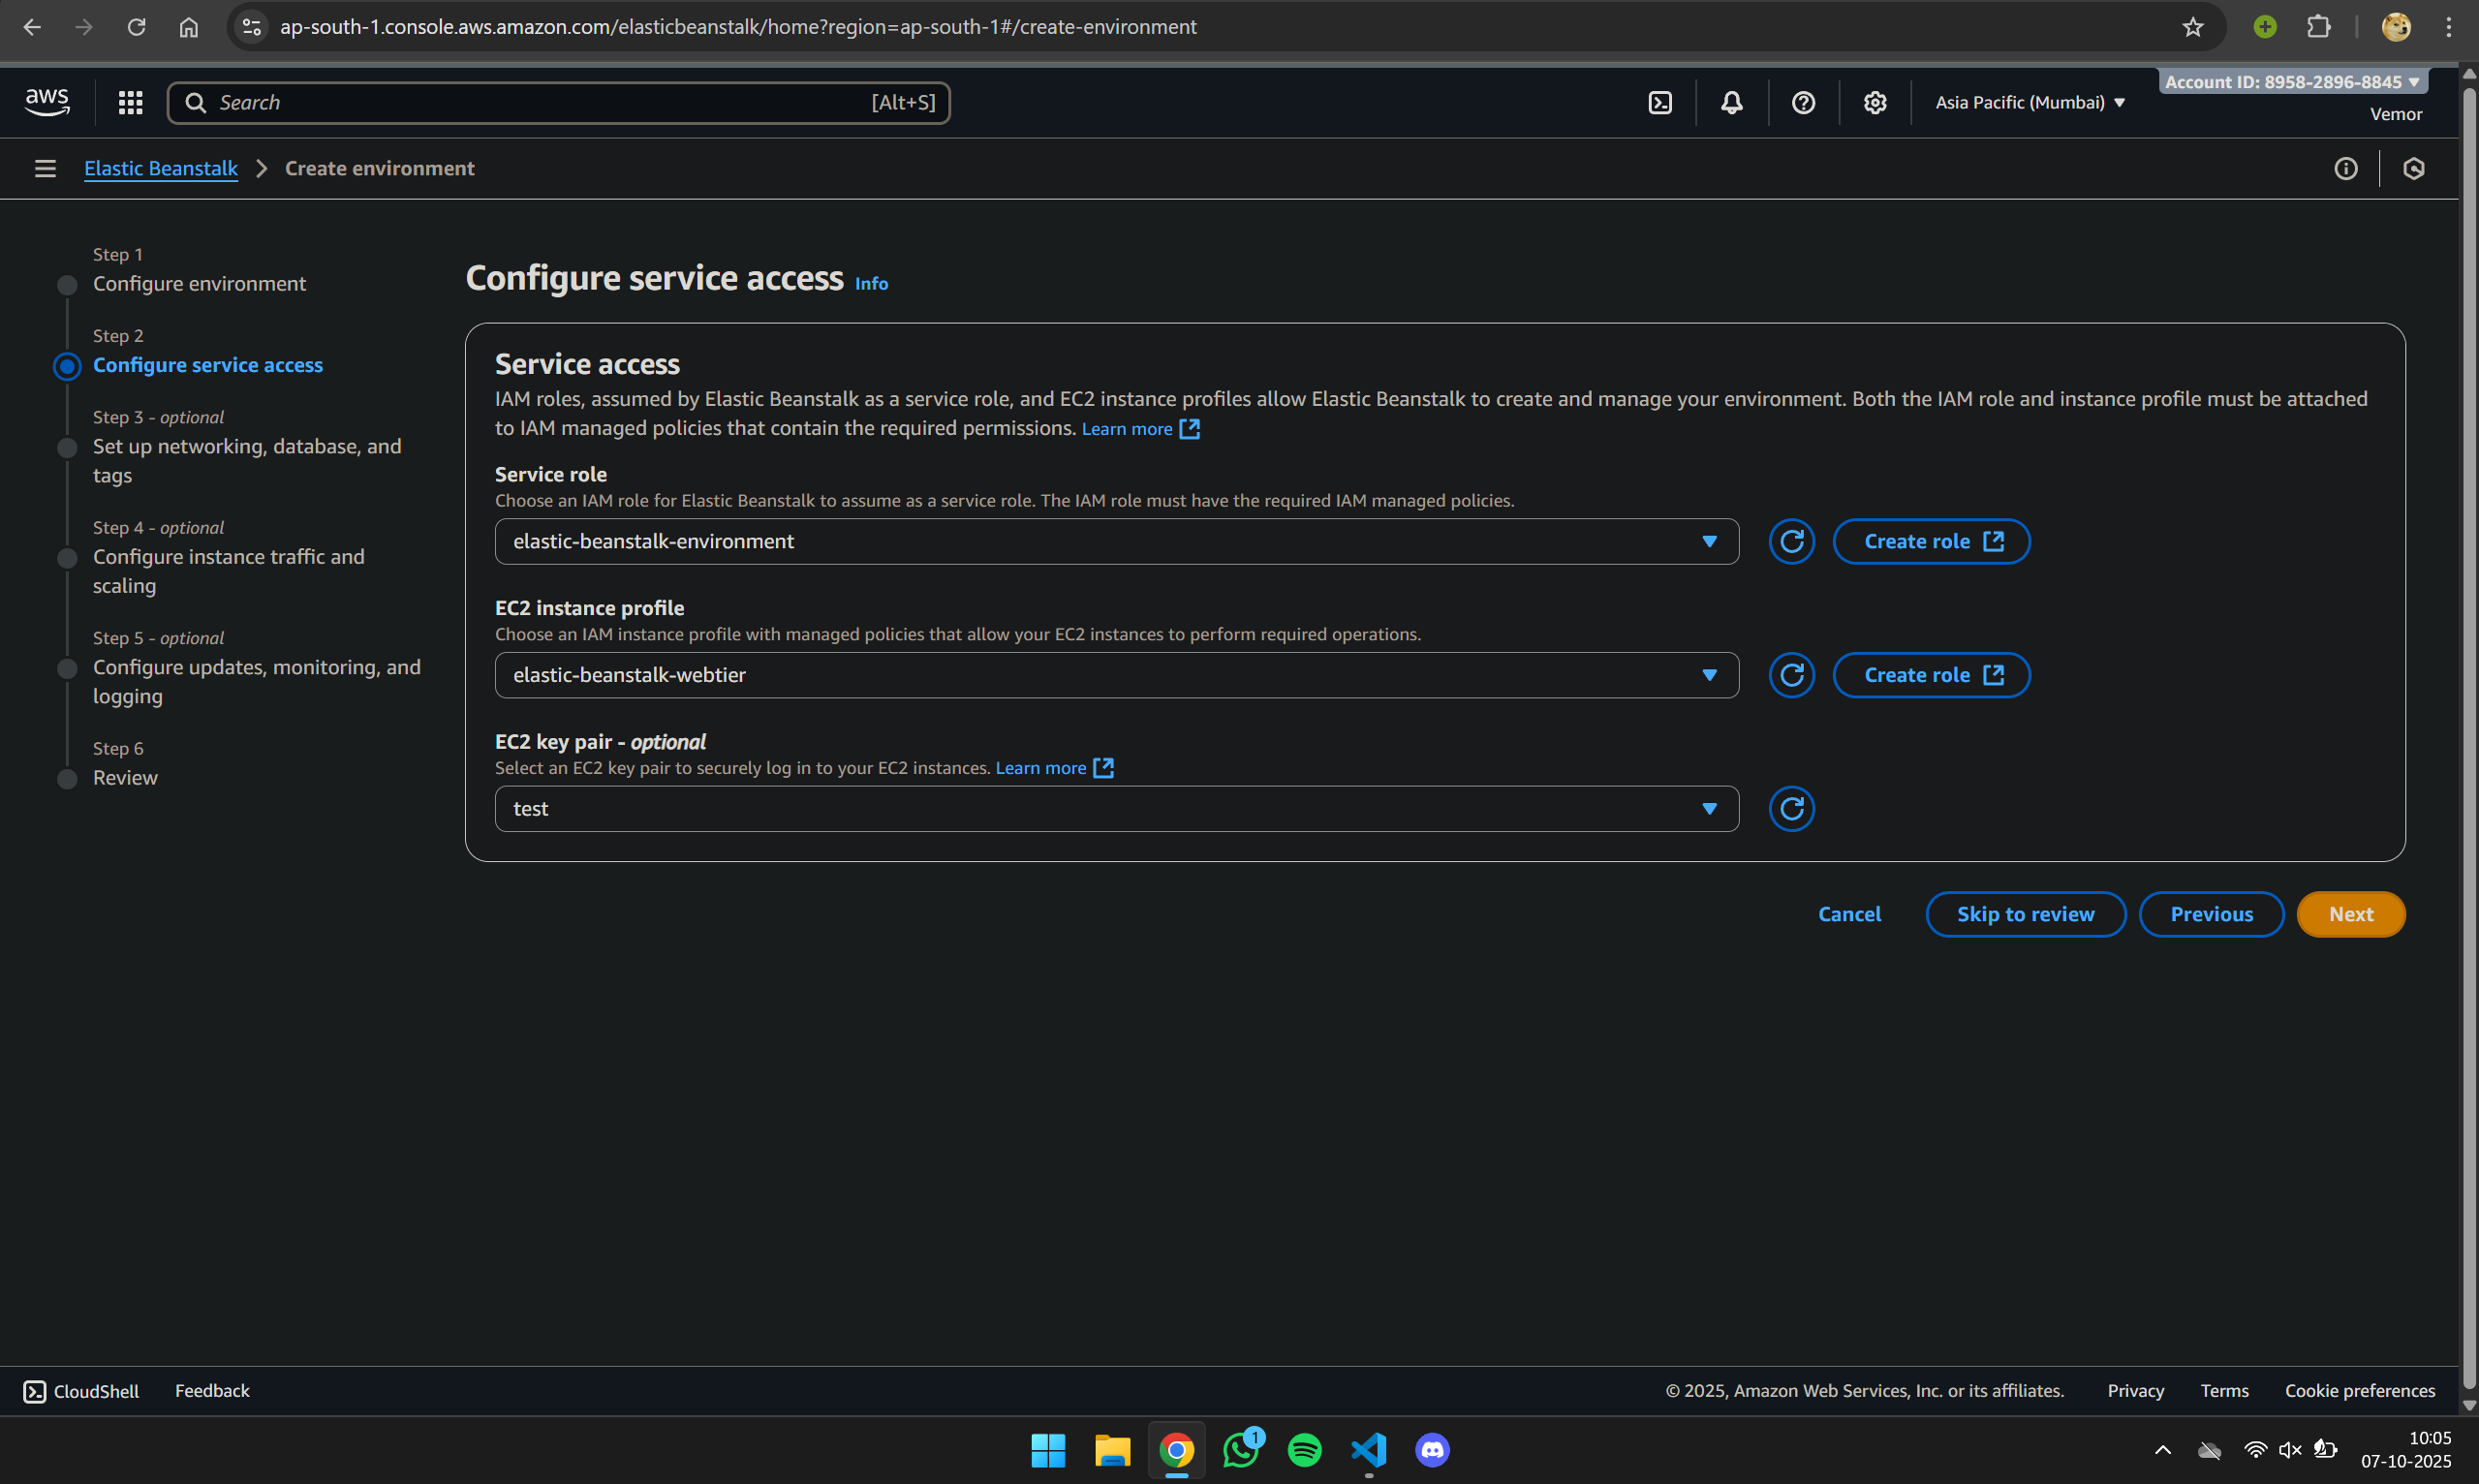 ap-south-1.console.aws.amazon.com/elasticbeanstalk/home?region=ap-south-1#/create-environment
aws
Search
[Alt+S]
Asia Pacific (Mumbai)
Account ID: 8958-2896-8845
Vemor
Elastic Beanstalk
Create environment
Step 1
Configure environment
Step 2
Configure service access
Step 3 - optional
Set up networking, database, and
tags
Step 4 - optional
Configure instance traffic and
scaling
Step 5 - optional
Configure updates, monitoring, and
logging
Step 6
Review
Configure service access Info
Service access
IAM roles, assumed by Elastic Beanstalk as a service role, and EC2 instance profiles allow Elastic Beanstalk to create and manage your environment. Both the IAM role and instance profile must be attached
to IAM managed policies that contain the required permissions. Learn more
Service role
Choose an IAM role for Elastic Beanstalk to assume as a service role. The IAM role must have the required IAM managed policies.
elastic-beanstalk-environment
Create role
EC2 instance profile
Choose an IAM instance profile with managed policies that allow your EC2 instances to perform required operations.
elastic-beanstalk-webtier
Create role
EC2 key pair - optional
Select an EC2 key pair to securely log in to your EC2 instances. Learn more
test
Cancel
Skip to review
Previous
Next
CloudShell
Feedback
© 2025, Amazon Web Services, Inc. or its affiliates.
Privacy
Terms
Cookie preferences
1
10:05
07-10-2025